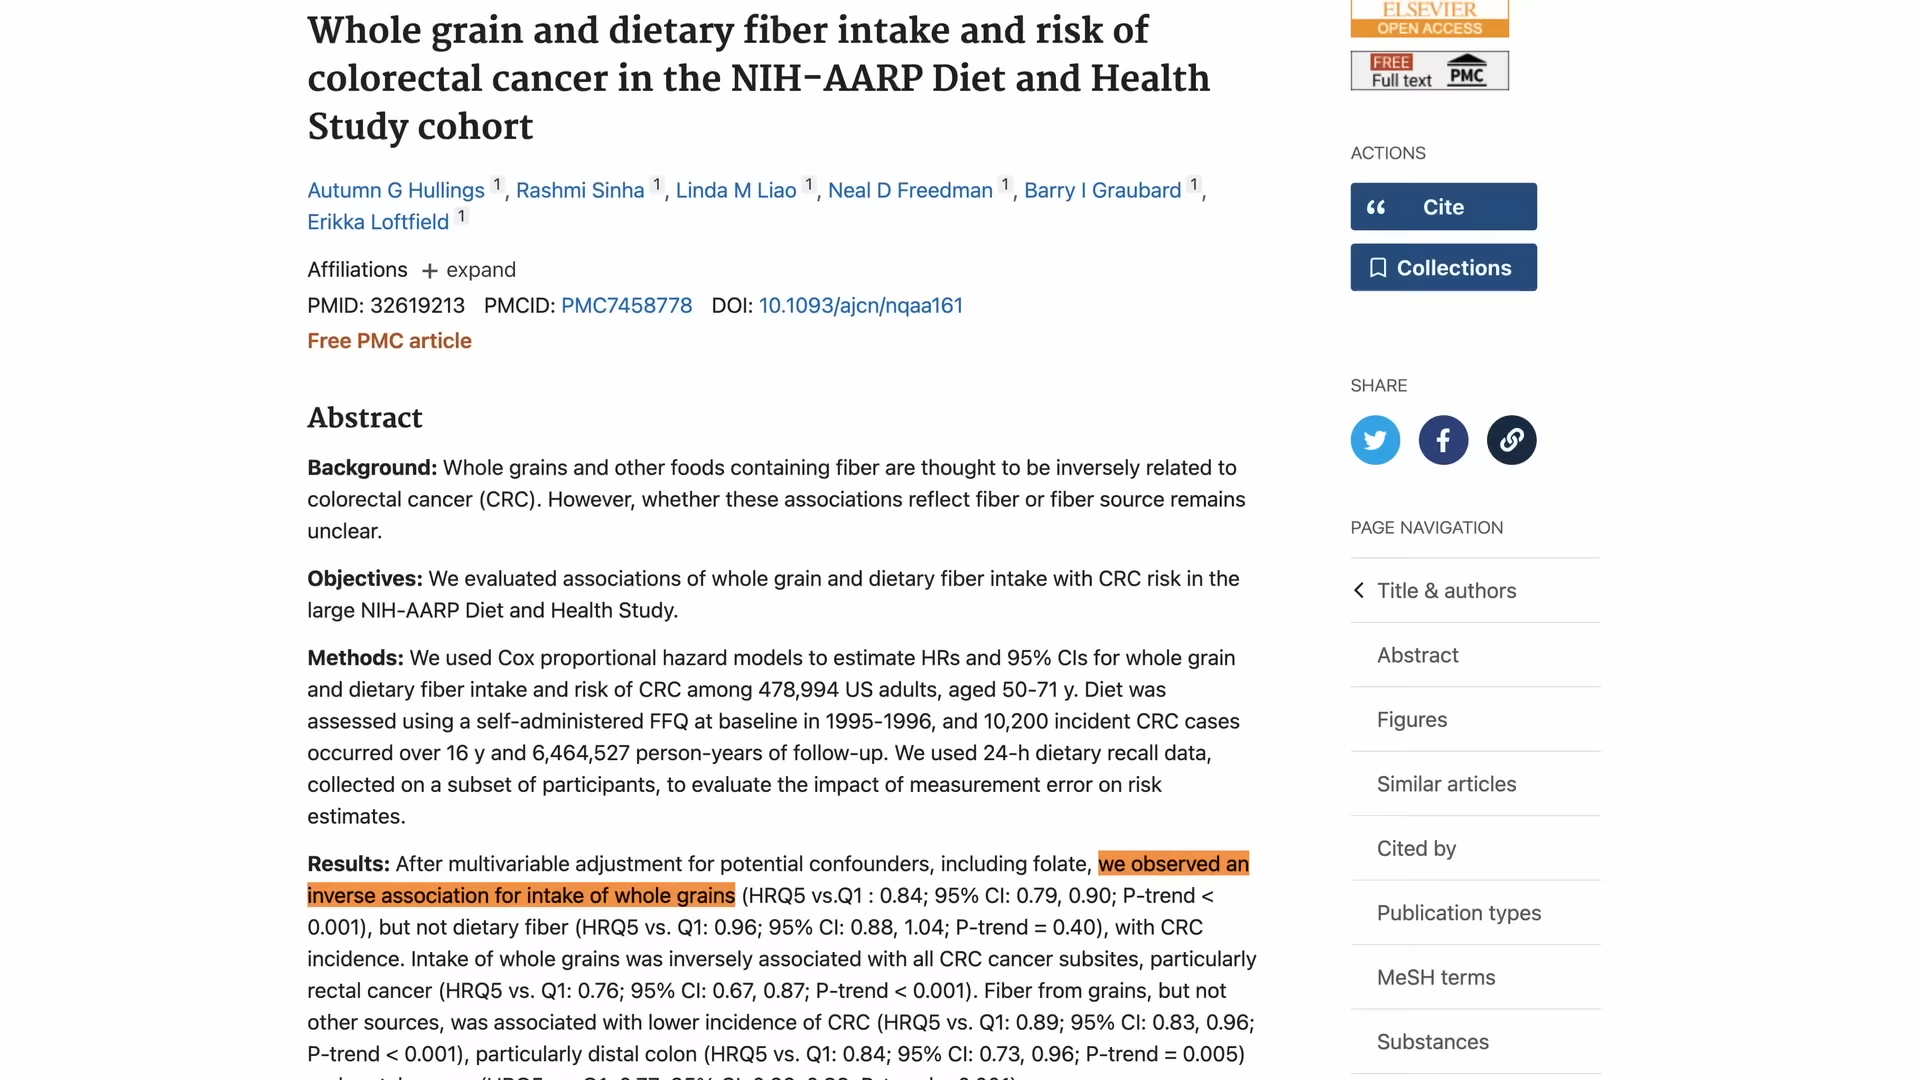 Whole grain and dietary fiber intake and risk of
colorectal cancer in the NIH-AARP Diet and Health
Study cohort
Autumn G Hullings 1, Rashmi Sinha 1, Linda M Liao 1, Neal D Freedman 1, Barry I Graubard 1,
Erikka Loftfield 1
Affiliations + expand
PMID: 32619213 PMCID: PMC7458778 DOI: 10.1093/ajcn/nqaa161
Free PMC article
Abstract
Background: Whole grains and other foods containing fiber are thought to be inversely related to
colorectal cancer (CRC). However, whether these associations reflect fiber or fiber source remains
unclear.
Objectives: We evaluated associations of whole grain and dietary fiber intake with CRC risk in the
large NIH-AARP Diet and Health Study.
Methods: We used Cox proportional hazard models to estimate HRs and 95% CIs for whole grain
and dietary fiber intake and risk of CRC among 478,994 US adults, aged 50-71 y. Diet was
assessed using a self-administered FFQ at baseline in 1995-1996, and 10,200 incident CRC cases
occurred over 16 y and 6,464,527 person-years of follow-up. We used 24-h dietary recall data,
collected on a subset of participants, to evaluate the impact of measurement error on risk
estimates.
Results: After multivariable adjustment for potential confounders, including folate, we observed an
inverse association for intake of whole grains (HRQ5 vs.Q1 : 0.84; 95% CI: 0.79, 0.90; P-trend <
0.001), but not dietary fiber (HRQ5 vs. Q1: 0.96; 95% CI: 0.88, 1.04; P-trend = 0.40), with CRC
incidence. Intake of whole grains was inversely associated with all CRC cancer subsites, particularly
rectal cancer (HRQ5 vs. Q1: 0.76; 95% CI: 0.67, 0.87; P-trend < 0.001). Fiber from grains, but not
other sources, was associated with lower incidence of CRC (HRQ5 vs. Q1: 0.89; 95% CI: 0.83, 0.96;
P-trend < 0.001), particularly distal colon (HRQ5 vs. Q1: 0.84; 95% CI: 0.73, 0.96; P-trend = 0.005)
ELSEVIER
OPEN ACCESS
FREE
Full text PMC
ACTIONS
Cite
Collections
SHARE
PAGE NAVIGATION
Title & authors
Abstract
Figures
Similar articles
Cited by
Publication types
MeSH terms
Substances